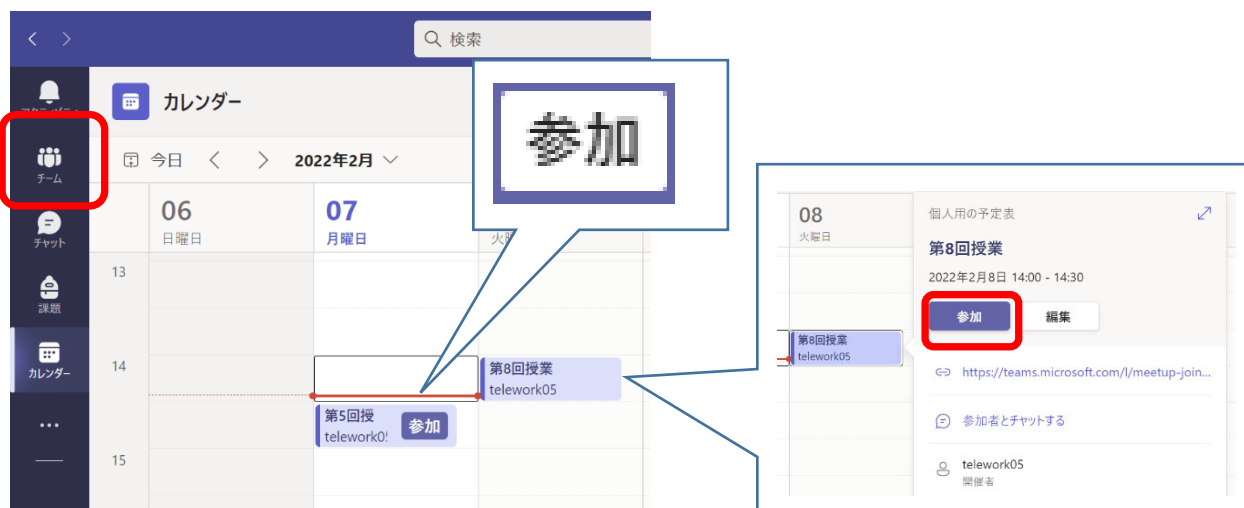 検索
アクティビティ
チーム
チャット
課題
カレンダー
カレンダー
今日
2022年2月
06
日曜日
07
月曜日
火
13
14
15
第8回授業
telework05
第5回授
telework0
参加
参加
08
火曜日
第8回授業
telework05
個人用の予定表
第8回授業
2022年2月8日 14:00 - 14:30
参加
編集
https://teams.microsoft.com/l/meetup-join...
参加者とチャットする
telework05
開催者